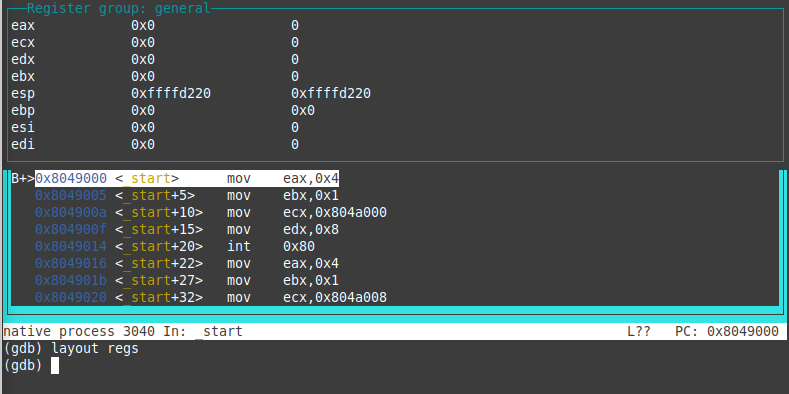 Register group: general
eax 0x0 0
ecx 0x0 0
edx 0x0 0
ebx 0x0 0
esp 0xffffd220 0xffffd220
ebp 0x0 0x0
esi 0x0 0
edi 0x0 0
B+>0x8049000 <_start> mov eax,0x4
0x8049005 <_start+5> mov ebx,0x1
0x804900a <_start+10> mov ecx,0x804a000
0x804900f <_start+15> mov edx,0x8
0x8049014 <_start+20> int 0x80
0x8049016 <_start+22> mov eax,0x4
0x804901b <_start+27> mov ebx,0x1
0x8049020 <_start+32> mov ecx,0x804a008
native process 3040 In: _start L?? PC: 0x8049000
(gdb) layout regs
(gdb)